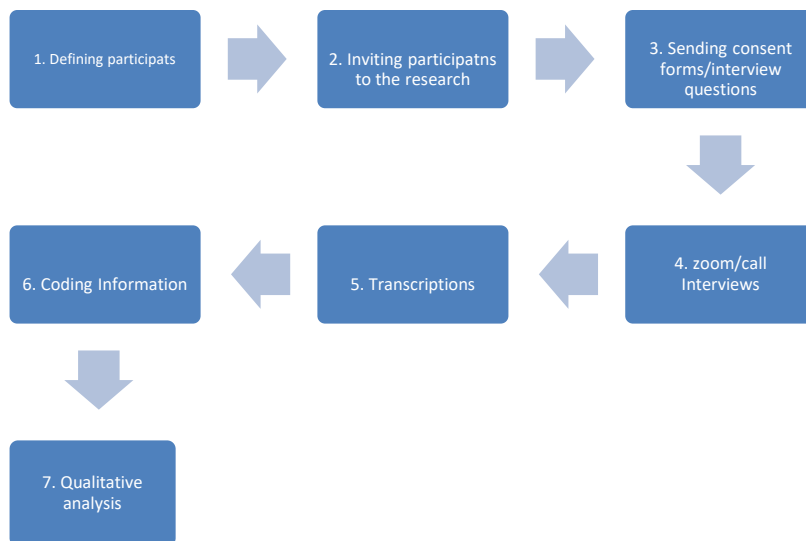 1. Defining participats
2. Inviting participatns
to the research
3. Sending consent
forms/interview
questions
4. zoom/call
Interviews
5. Transcriptions
6. Coding Information
7. Qualitative
analysis